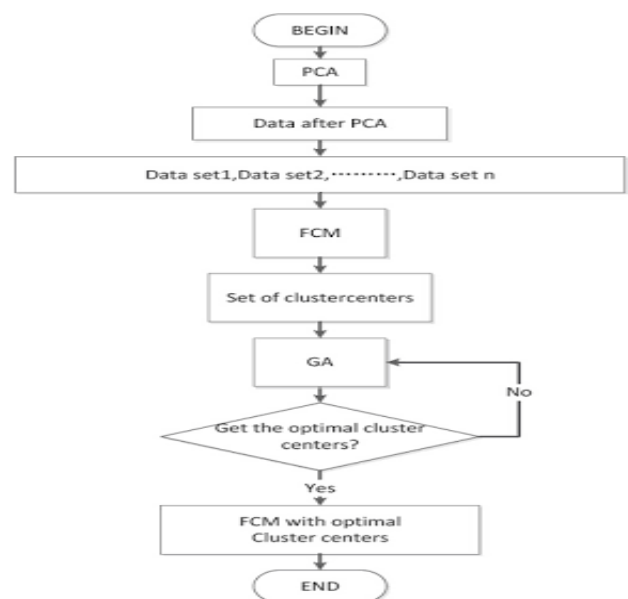 BEGIN
PCA
Data after PCA
Data set1,Data set2,·········,Data set n
FCM
Set of clustercenters
GA
No
Get the optimal cluster
centers?
Yes
FCM with optimal
Cluster centers
END